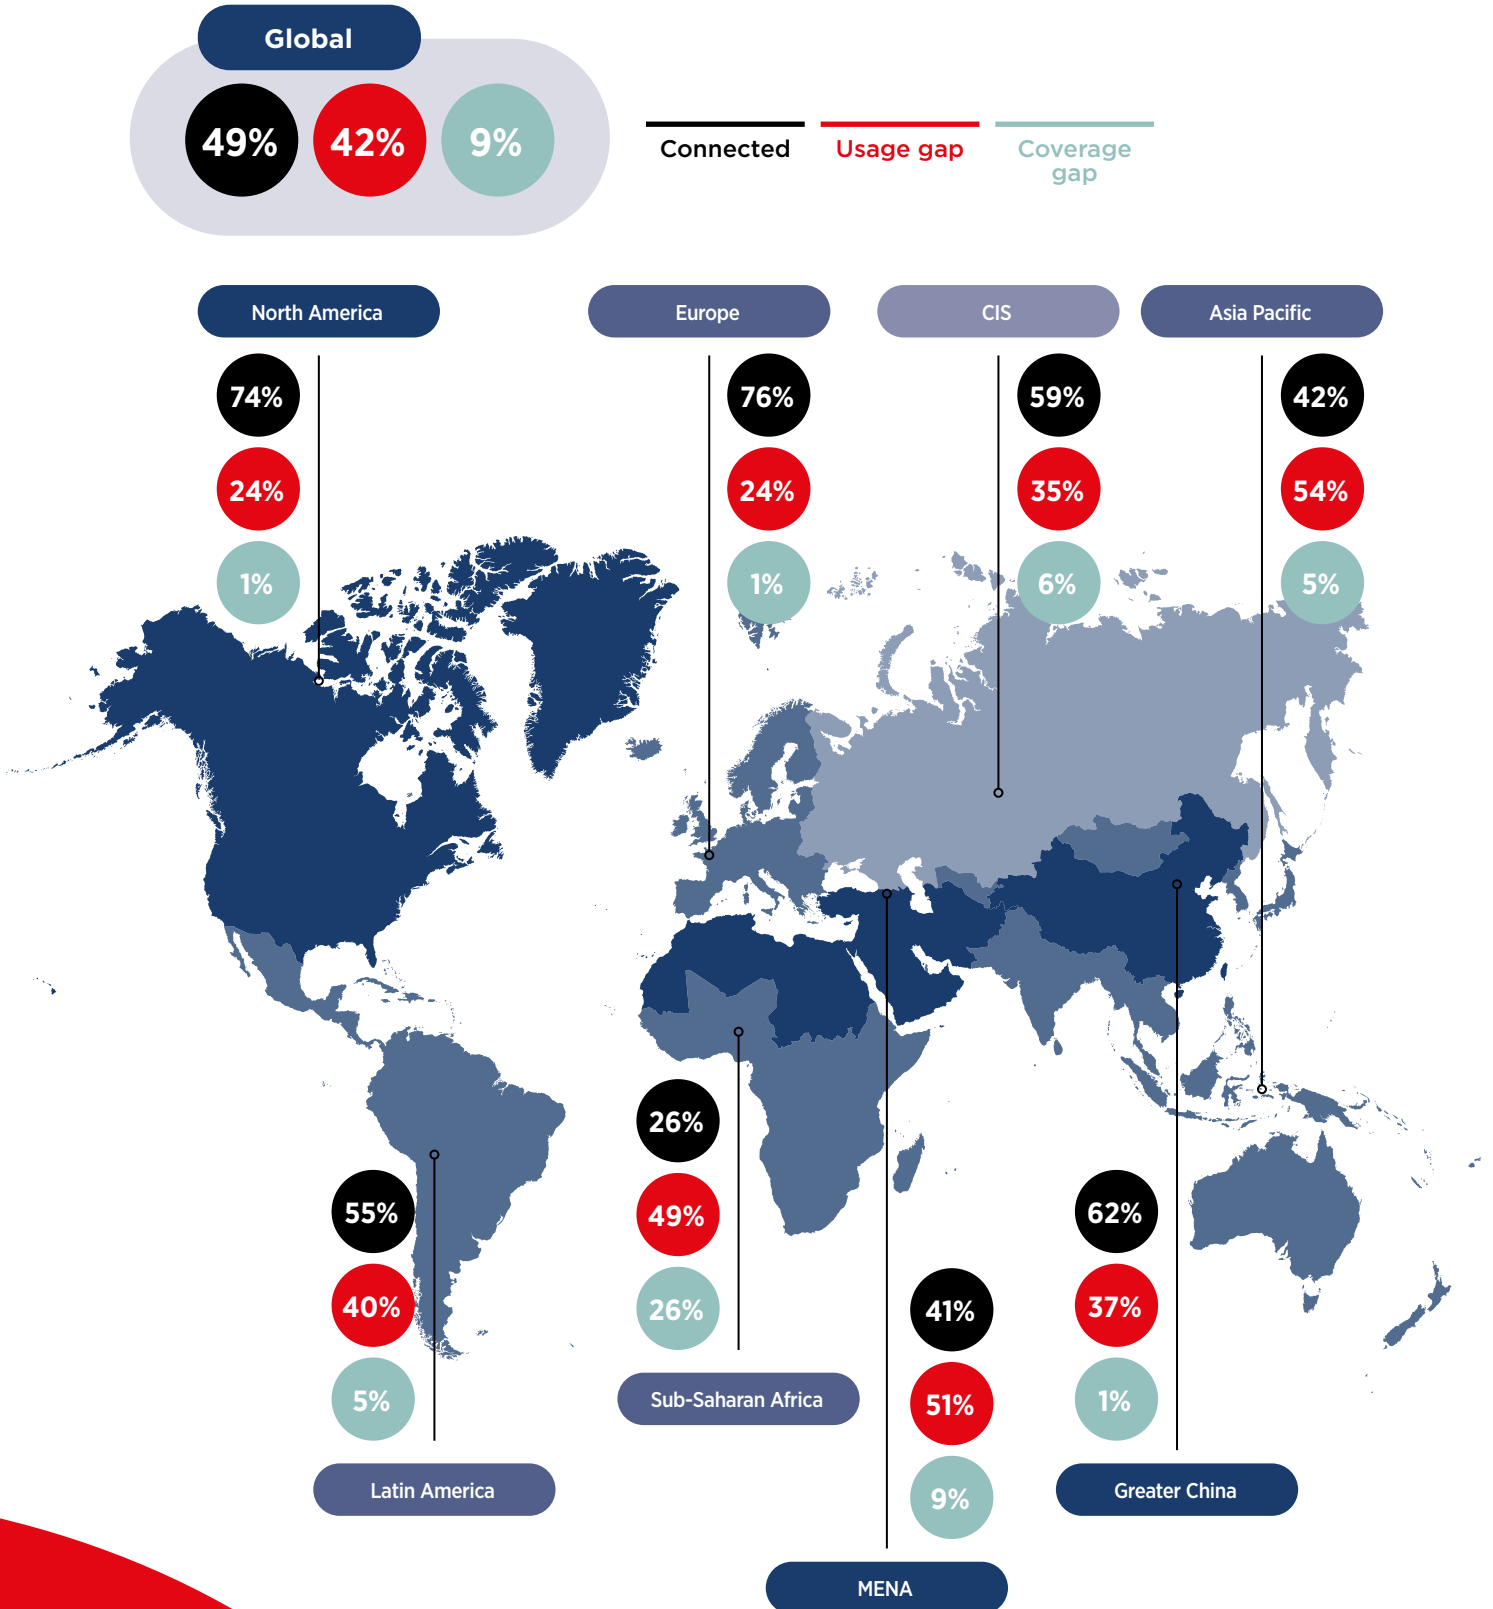 Global
49%
42%
9%
Connected
Usage gap
Coverage
gap
North America
74%
24%
1%
Europe
76%
24%
1%
CIS
59%
35%
6%
Asia Pacific
42%
54%
5%
55%
40%
5%
Latin America
26%
49%
26%
Sub-Saharan Africa
41%
51%
9%
MENA
62%
37%
1%
Greater China